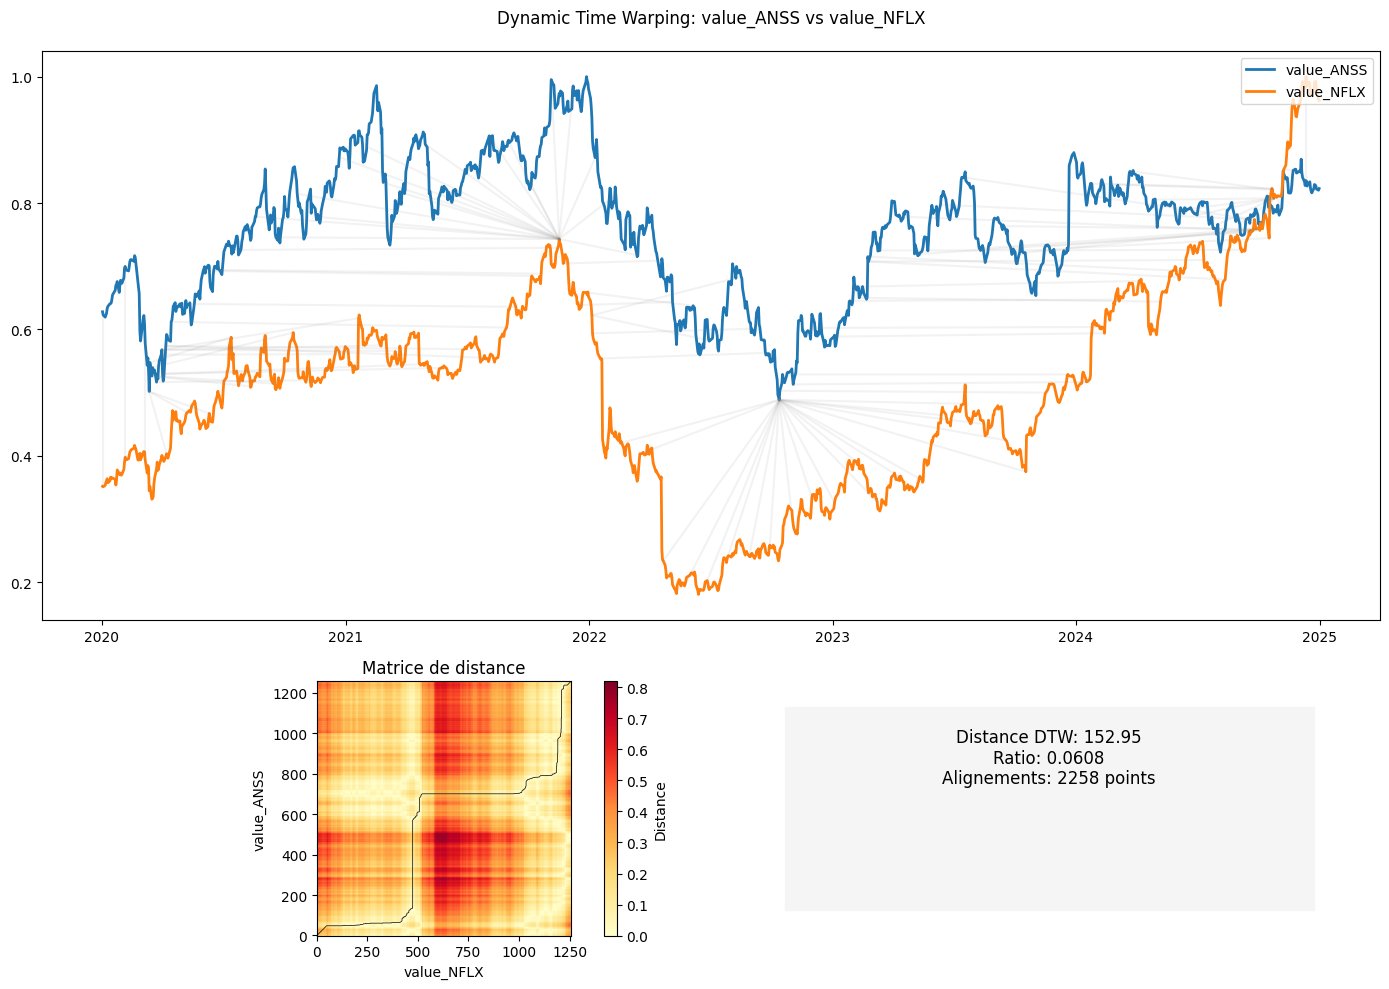 Dynamic Time Warping: value_ANSS vs value_NFLX
1.0
0.8
0.6
0.4
0.2
value_ANSS
value_NFLX
2020 2021 2022 2023 2024 2025
Matrice de distance
value_ANSS
1200
1000
800
600
400
200
0
0 250 500 750 1000 1250
value_NFLX
0.8
0.7
0.6
0.5
0.4
0.3
0.2
0.1
0.0
Distance
Distance DTW: 152.95
Ratio: 0.0608
Alignements: 2258 points